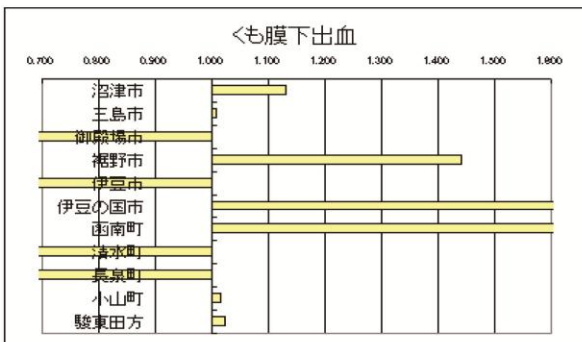 くも膜下出血
0.700 0.800 0.900 1.000 1.100 1.200 1.300 1.400 1.500 1.600
沼津市
三島市
御殿場市
裾野市
伊豆市
伊豆の国市
函南町
清水町
長泉町
小山町
駿東田方